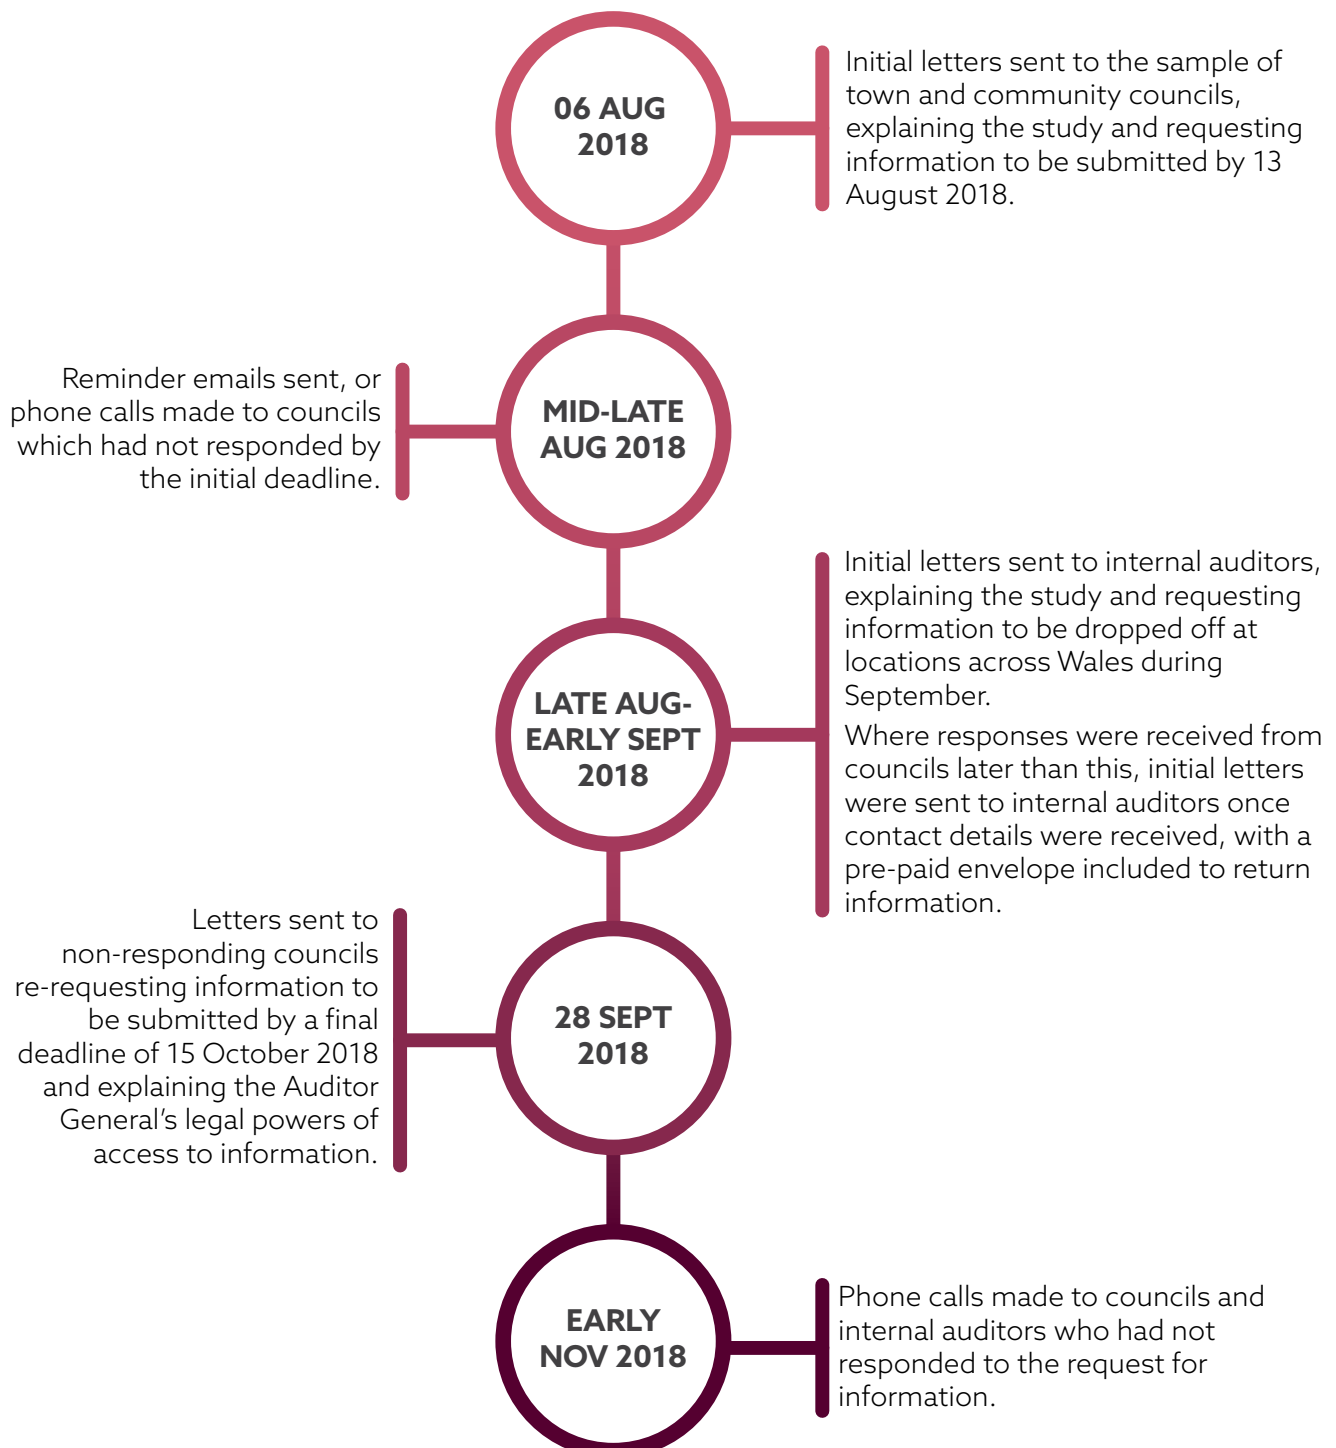 06 AUG
2018
Initial letters sent to the sample of
town and community councils,
explaining the study and requesting
information to be submitted by 13
August 2018.
Reminder emails sent, or
phone calls made to councils
which had not responded by
the initial deadline.
MID-LATE
AUG 2018
LATE AUG-
EARLY SEPT
2018
Initial letters sent to internal auditors,
explaining the study and requesting
information to be dropped off at
locations across Wales during
September.
Where responses were received from
councils later than this, initial letters
were sent to internal auditors once
contact details were received, with a
pre-paid envelope included to return
information.
Letters sent to
non-responding councils
re-requesting information to
be submitted by a final
deadline of 15 October 2018
and explaining the Auditor
General’s legal powers of
access to information.
28 SEPT
2018
EARLY
NOV 2018
Phone calls made to councils and
internal auditors who had not
responded to the request for
information.